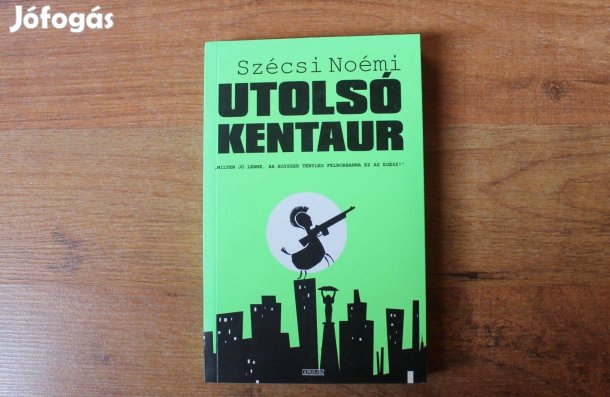 Jófogás
Szécsi Noémi
UTOLSÓ
KENTAUR
„MILYEN JÓ LENNE, HA EGYSZER TÉNYLEG FELROBBANNA EZ AZ EGÉSZ!”